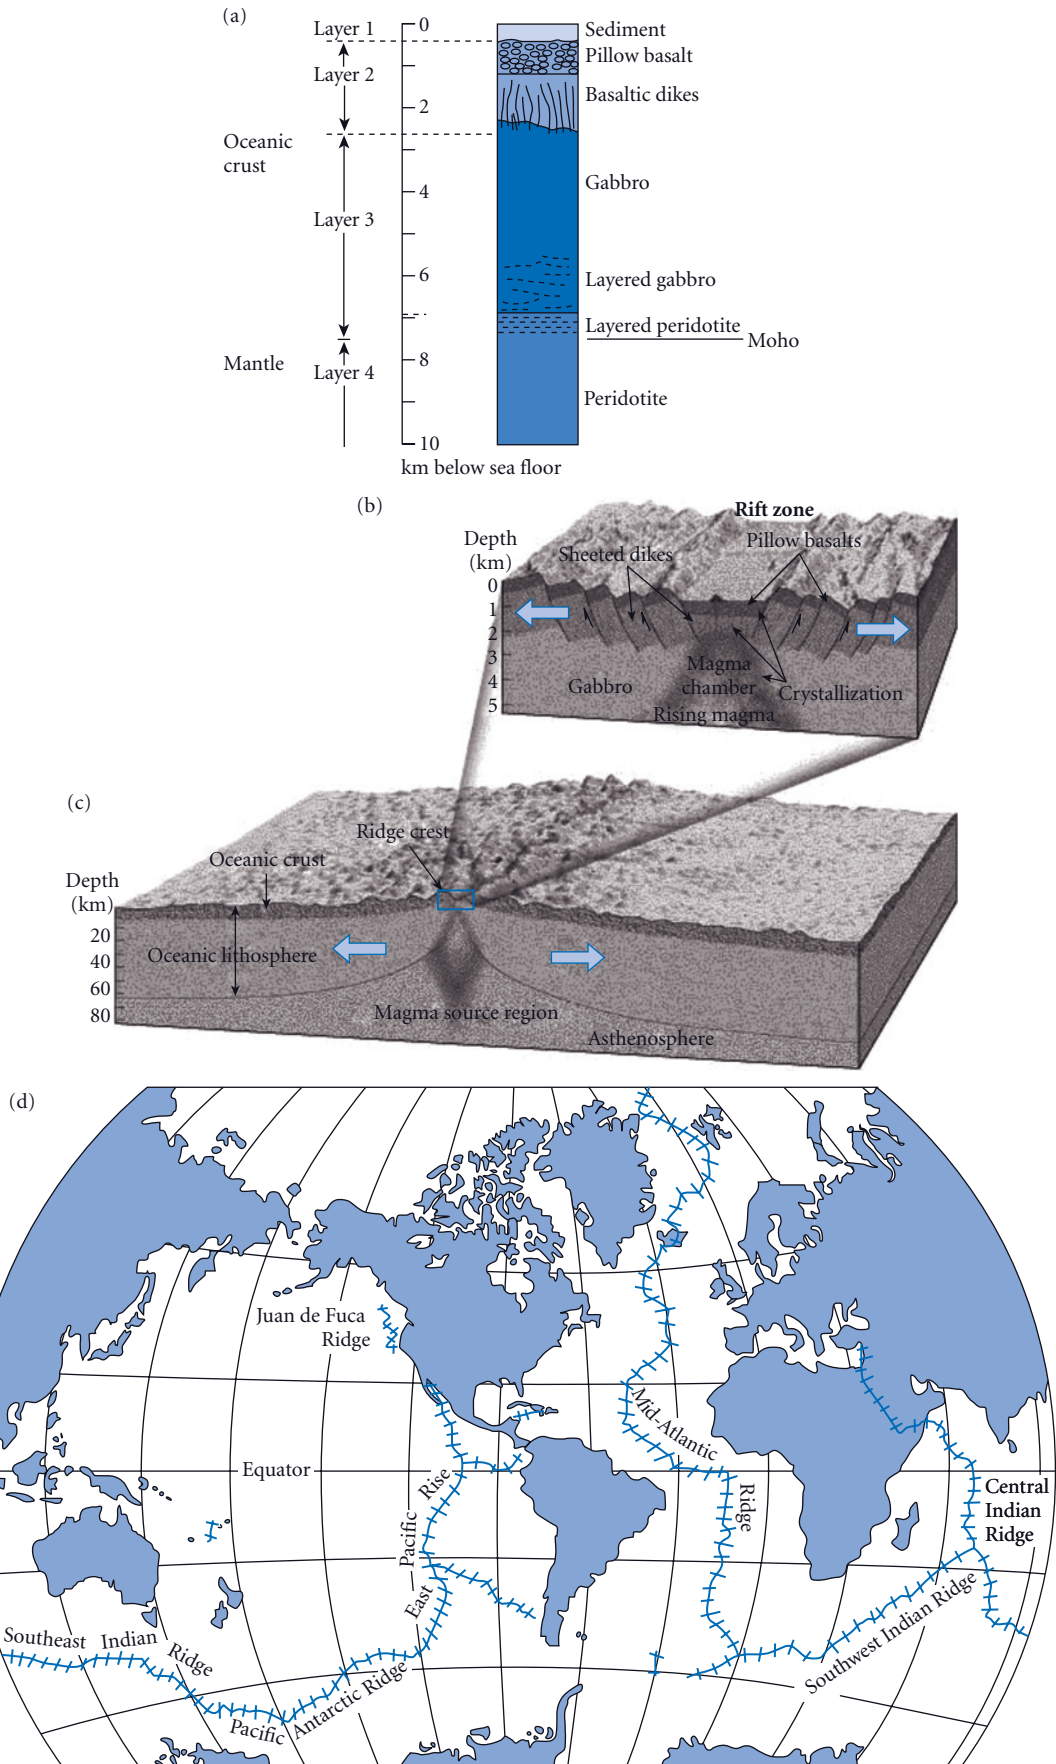 (a)
Layer 1
Layer 2
Oceanic
crust
Layer 3
Mantle
Layer 4
0
2
4
6
8
10
km below sea floor
Sediment
Pillow basalt
Basaltic dikes
Gabbro
Layered gabbro
Layered peridotite
Moho
Peridotite
(b)
Rift zone
Depth
(km)
Sheeted dikes
Pillow basalts
0
1
2
3
4
5
Gabbro
Magma
chamber
Crystallization
Rising magma
(c)
Ridge crest
Oceanic crust
Depth
(km)
20
40
60
80
Oceanic lithosphere
Magma source region
Asthenosphere
(d)
Juan de Fuca
Ridge
Mid-Atlantic
Ridge
Equator
East Pacific Rise
Central
Indian
Ridge
Southwest Indian Ridge
Southeast Indian Ridge
Pacific Antarctic Ridge